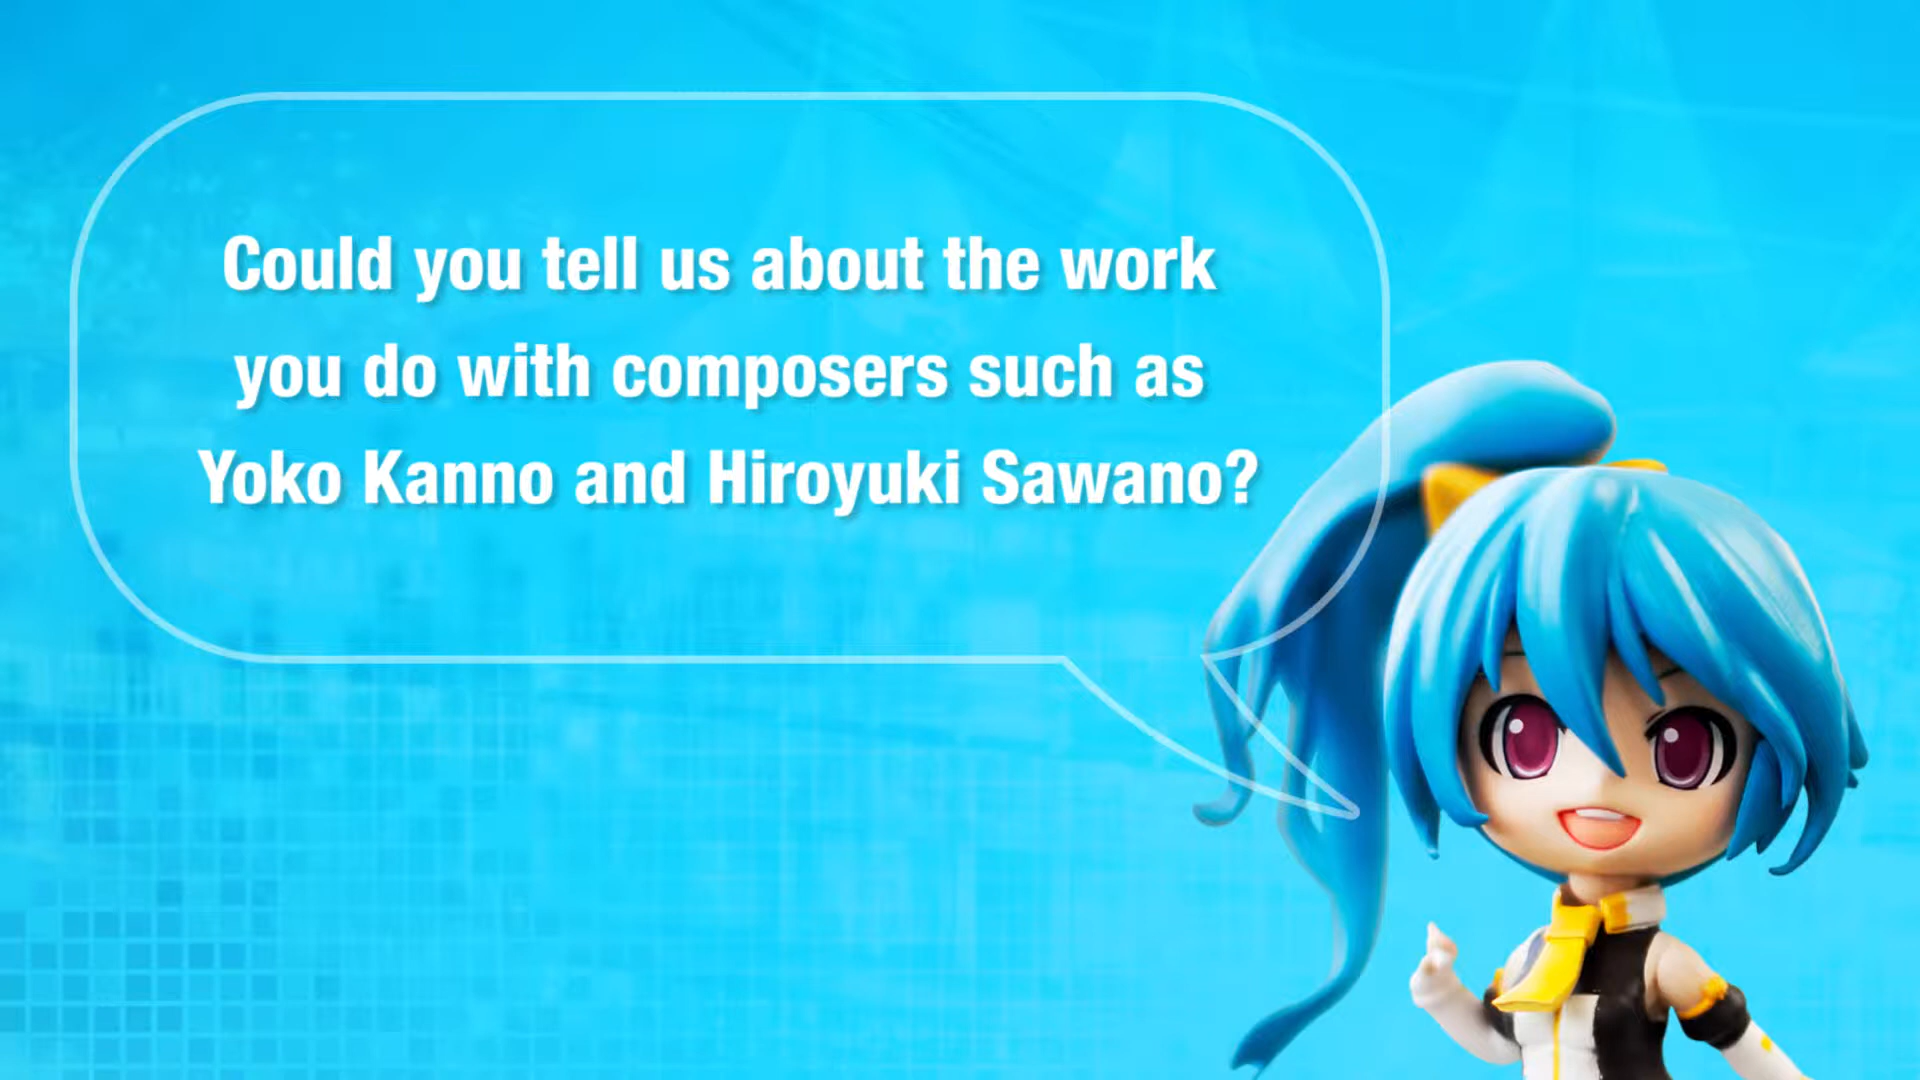 Could you tell us about the work
you do with composers such as
Yoko Kanno and Hiroyuki Sawano?